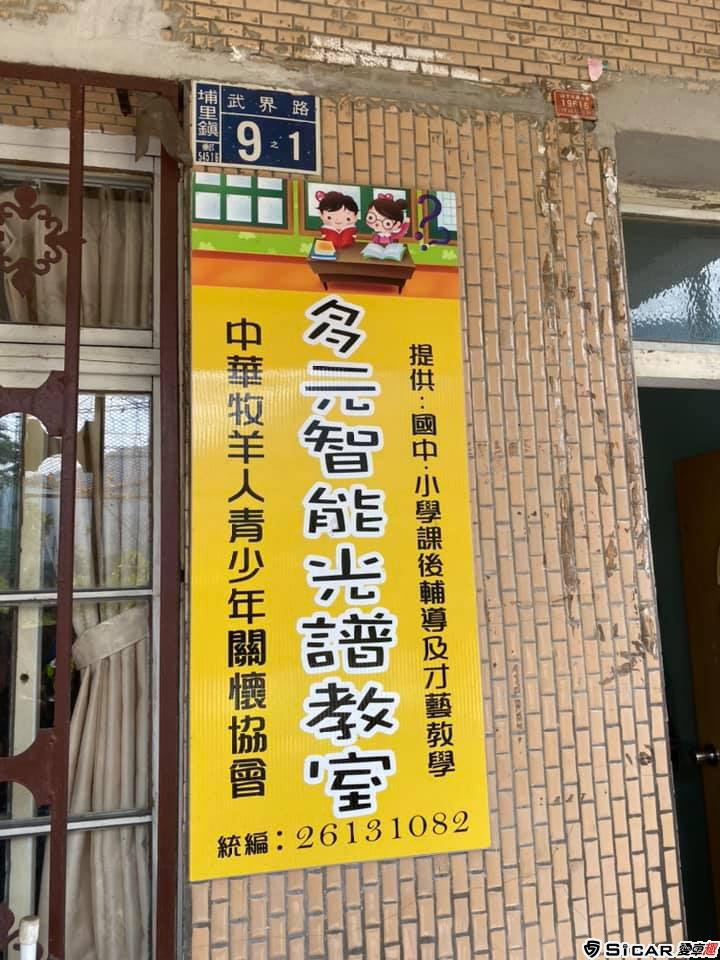 埔里鎮
武界路
9之1
54516
提供：國中.小學課後輔導及才藝教學
多元智能光譜教室
中華牧羊人青少年關懷協會
統編：26131082
SiCAR 愛車趣